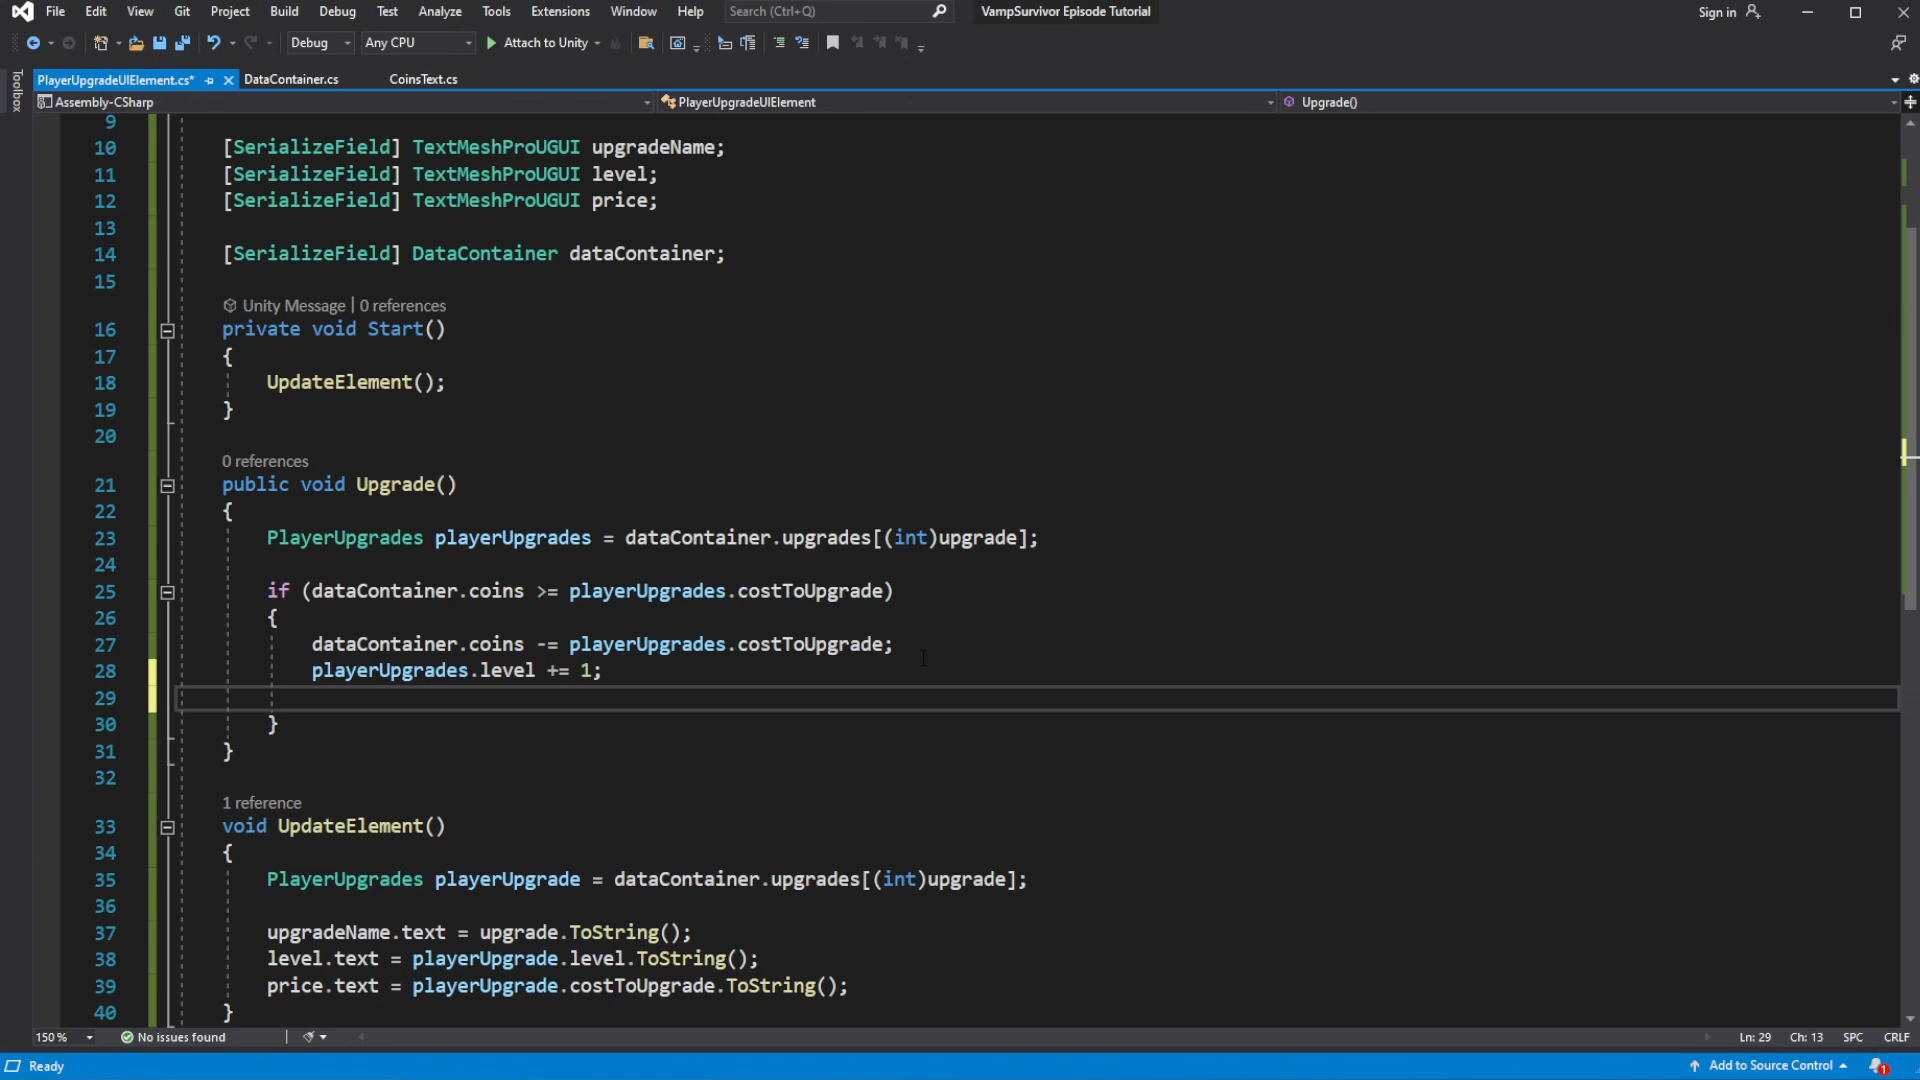 File Edit View Git Project Build Debug Test Analyze Tools Extensions Window Help Search (Ctrl+Q) VampSurvivor Episode Tutorial Sign in
Debug Any CPU Attach to Unity
Toolbox
PlayerUpgradeUIElement.cs* DataContainer.cs CoinsText.cs
Assembly-CSharp PlayerUpgradeUIElement Upgrade()
9
10 [SerializeField] TextMeshProUGUI upgradeName;
11 [SerializeField] TextMeshProUGUI level;
12 [SerializeField] TextMeshProUGUI price;
13
14 [SerializeField] DataContainer dataContainer;
15
Unity Message | 0 references
16 private void Start()
17 {
18 UpdateElement();
19 }
20
0 references
21 public void Upgrade()
22 {
23 PlayerUpgrades playerUpgrades = dataContainer.upgrades[(int)upgrade];
24
25 if (dataContainer.coins >= playerUpgrades.costToUpgrade)
26 {
27 dataContainer.coins -= playerUpgrades.costToUpgrade;
28 playerUpgrades.level += 1;
29
30 }
31 }
32
1 reference
33 void UpdateElement()
34 {
35 PlayerUpgrades playerUpgrade = dataContainer.upgrades[(int)upgrade];
36
37 upgradeName.text = upgrade.ToString();
38 level.text = playerUpgrade.level.ToString();
39 price.text = playerUpgrade.costToUpgrade.ToString();
40 }
150 % No issues found Ln: 29 Ch: 13 SPC CRLF
Ready Add to Source Control 1